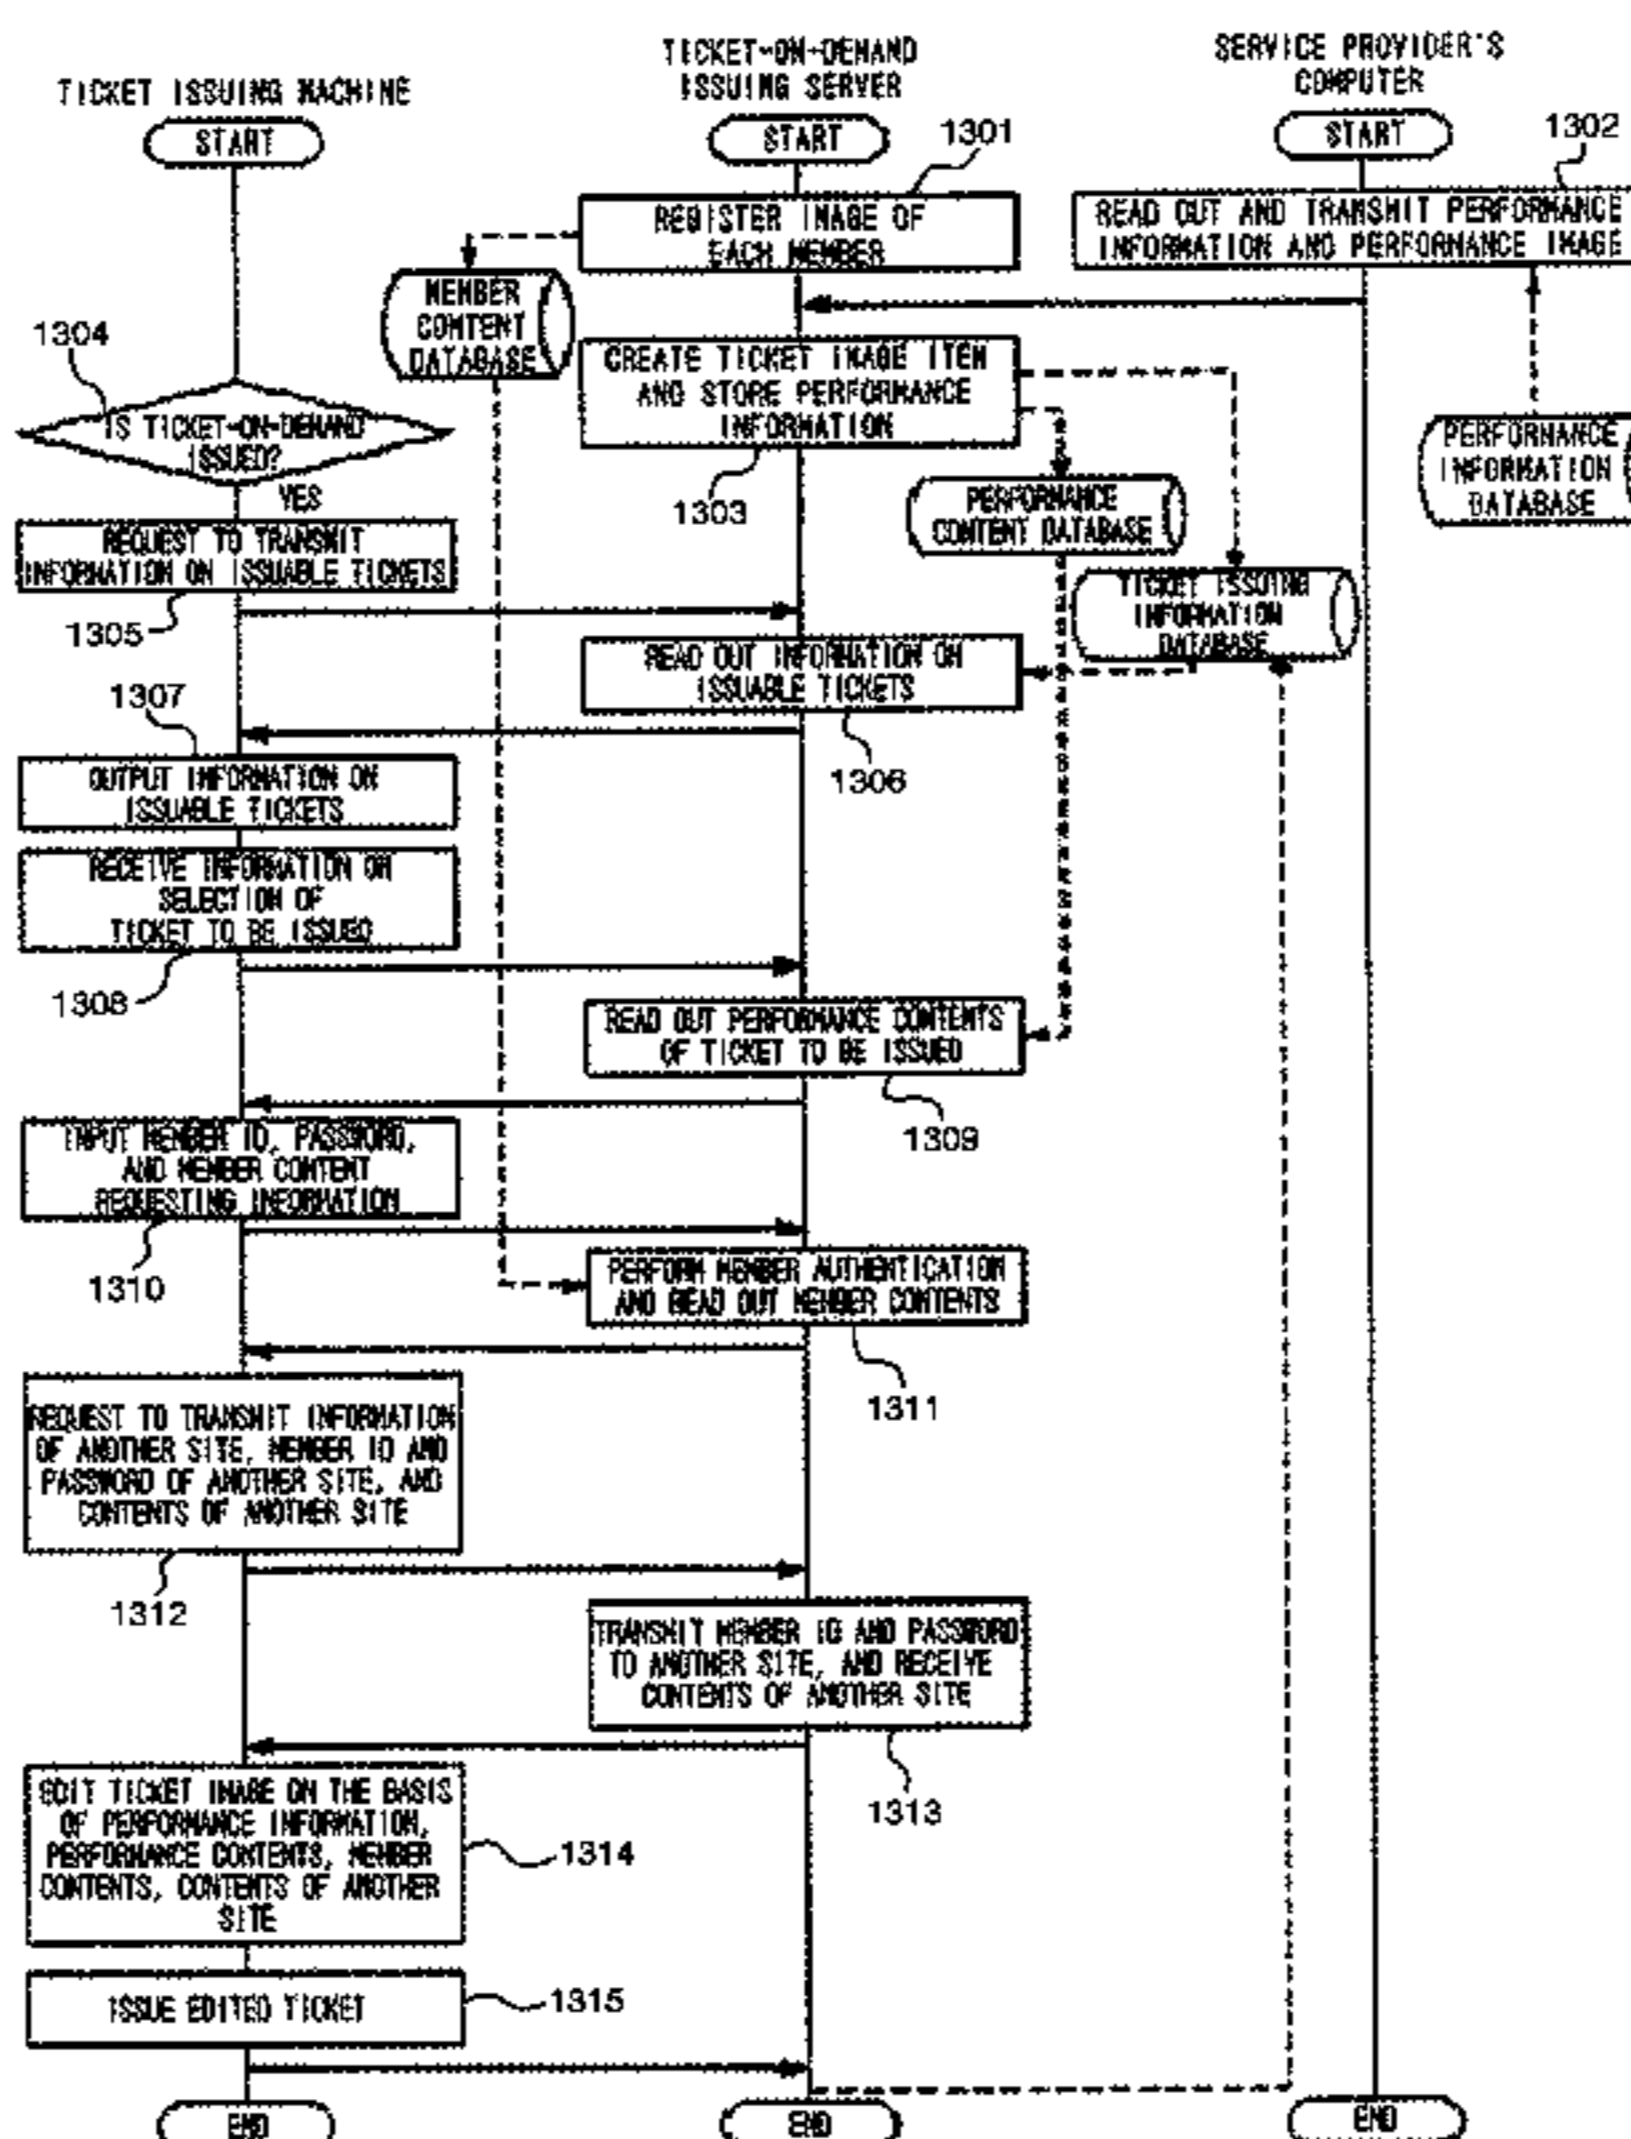 TICKET ISSUING MACHINE
START
TICKET-ON-DEMAND
ISSUING SERVER
START
SERVICE PROVIDER'S
COMPUTER
START
1301
1302
REGISTER IMAGE OF
EACH MEMBER
READ OUT AND TRANSMIT PERFORMANCE
INFORMATION AND PERFORMANCE IMAGE
MEMBER
CONTENT
DATABASE
1304
IS TICKET-ON-DEMAND
ISSUED?
YES
CREATE TICKET IMAGE ITEM
AND STORE PERFORMANCE
INFORMATION
1303
PERFORMANCE
CONTENT DATABASE
PERFORMANCE
INFORMATION
DATABASE
REQUEST TO TRANSMIT
INFORMATION ON ISSUABLE TICKETS
1305
TICKET ISSUING
INFORMATION
DATABASE
READ OUT INFORMATION ON
ISSUABLE TICKETS
1306
1307
OUTPUT INFORMATION ON
ISSUABLE TICKETS
RECEIVE INFORMATION ON
SELECTION OF
TICKET TO BE ISSUED
1308
READ OUT PERFORMANCE CONTENTS
OF TICKET TO BE ISSUED
1309
INPUT MEMBER ID, PASSWORD,
AND MEMBER CONTENT
REQUESTING INFORMATION
1310
PERFORM MEMBER AUTHENTICATION
AND READ OUT MEMBER CONTENTS
1311
REQUEST TO TRANSMIT INFORMATION
OF ANOTHER SITE, MEMBER ID AND
PASSWORD OF ANOTHER SITE, AND
CONTENTS OF ANOTHER SITE
1312
TRANSMIT MEMBER ID AND PASSWORD
TO ANOTHER SITE, AND RECEIVE
CONTENTS OF ANOTHER SITE
1313
EDIT TICKET IMAGE ON THE BASIS
OF PERFORMANCE INFORMATION,
PERFORMANCE CONTENTS, MEMBER
CONTENTS, CONTENTS OF ANOTHER
SITE
1314
ISSUE EDITED TICKET
1315
END
END
END